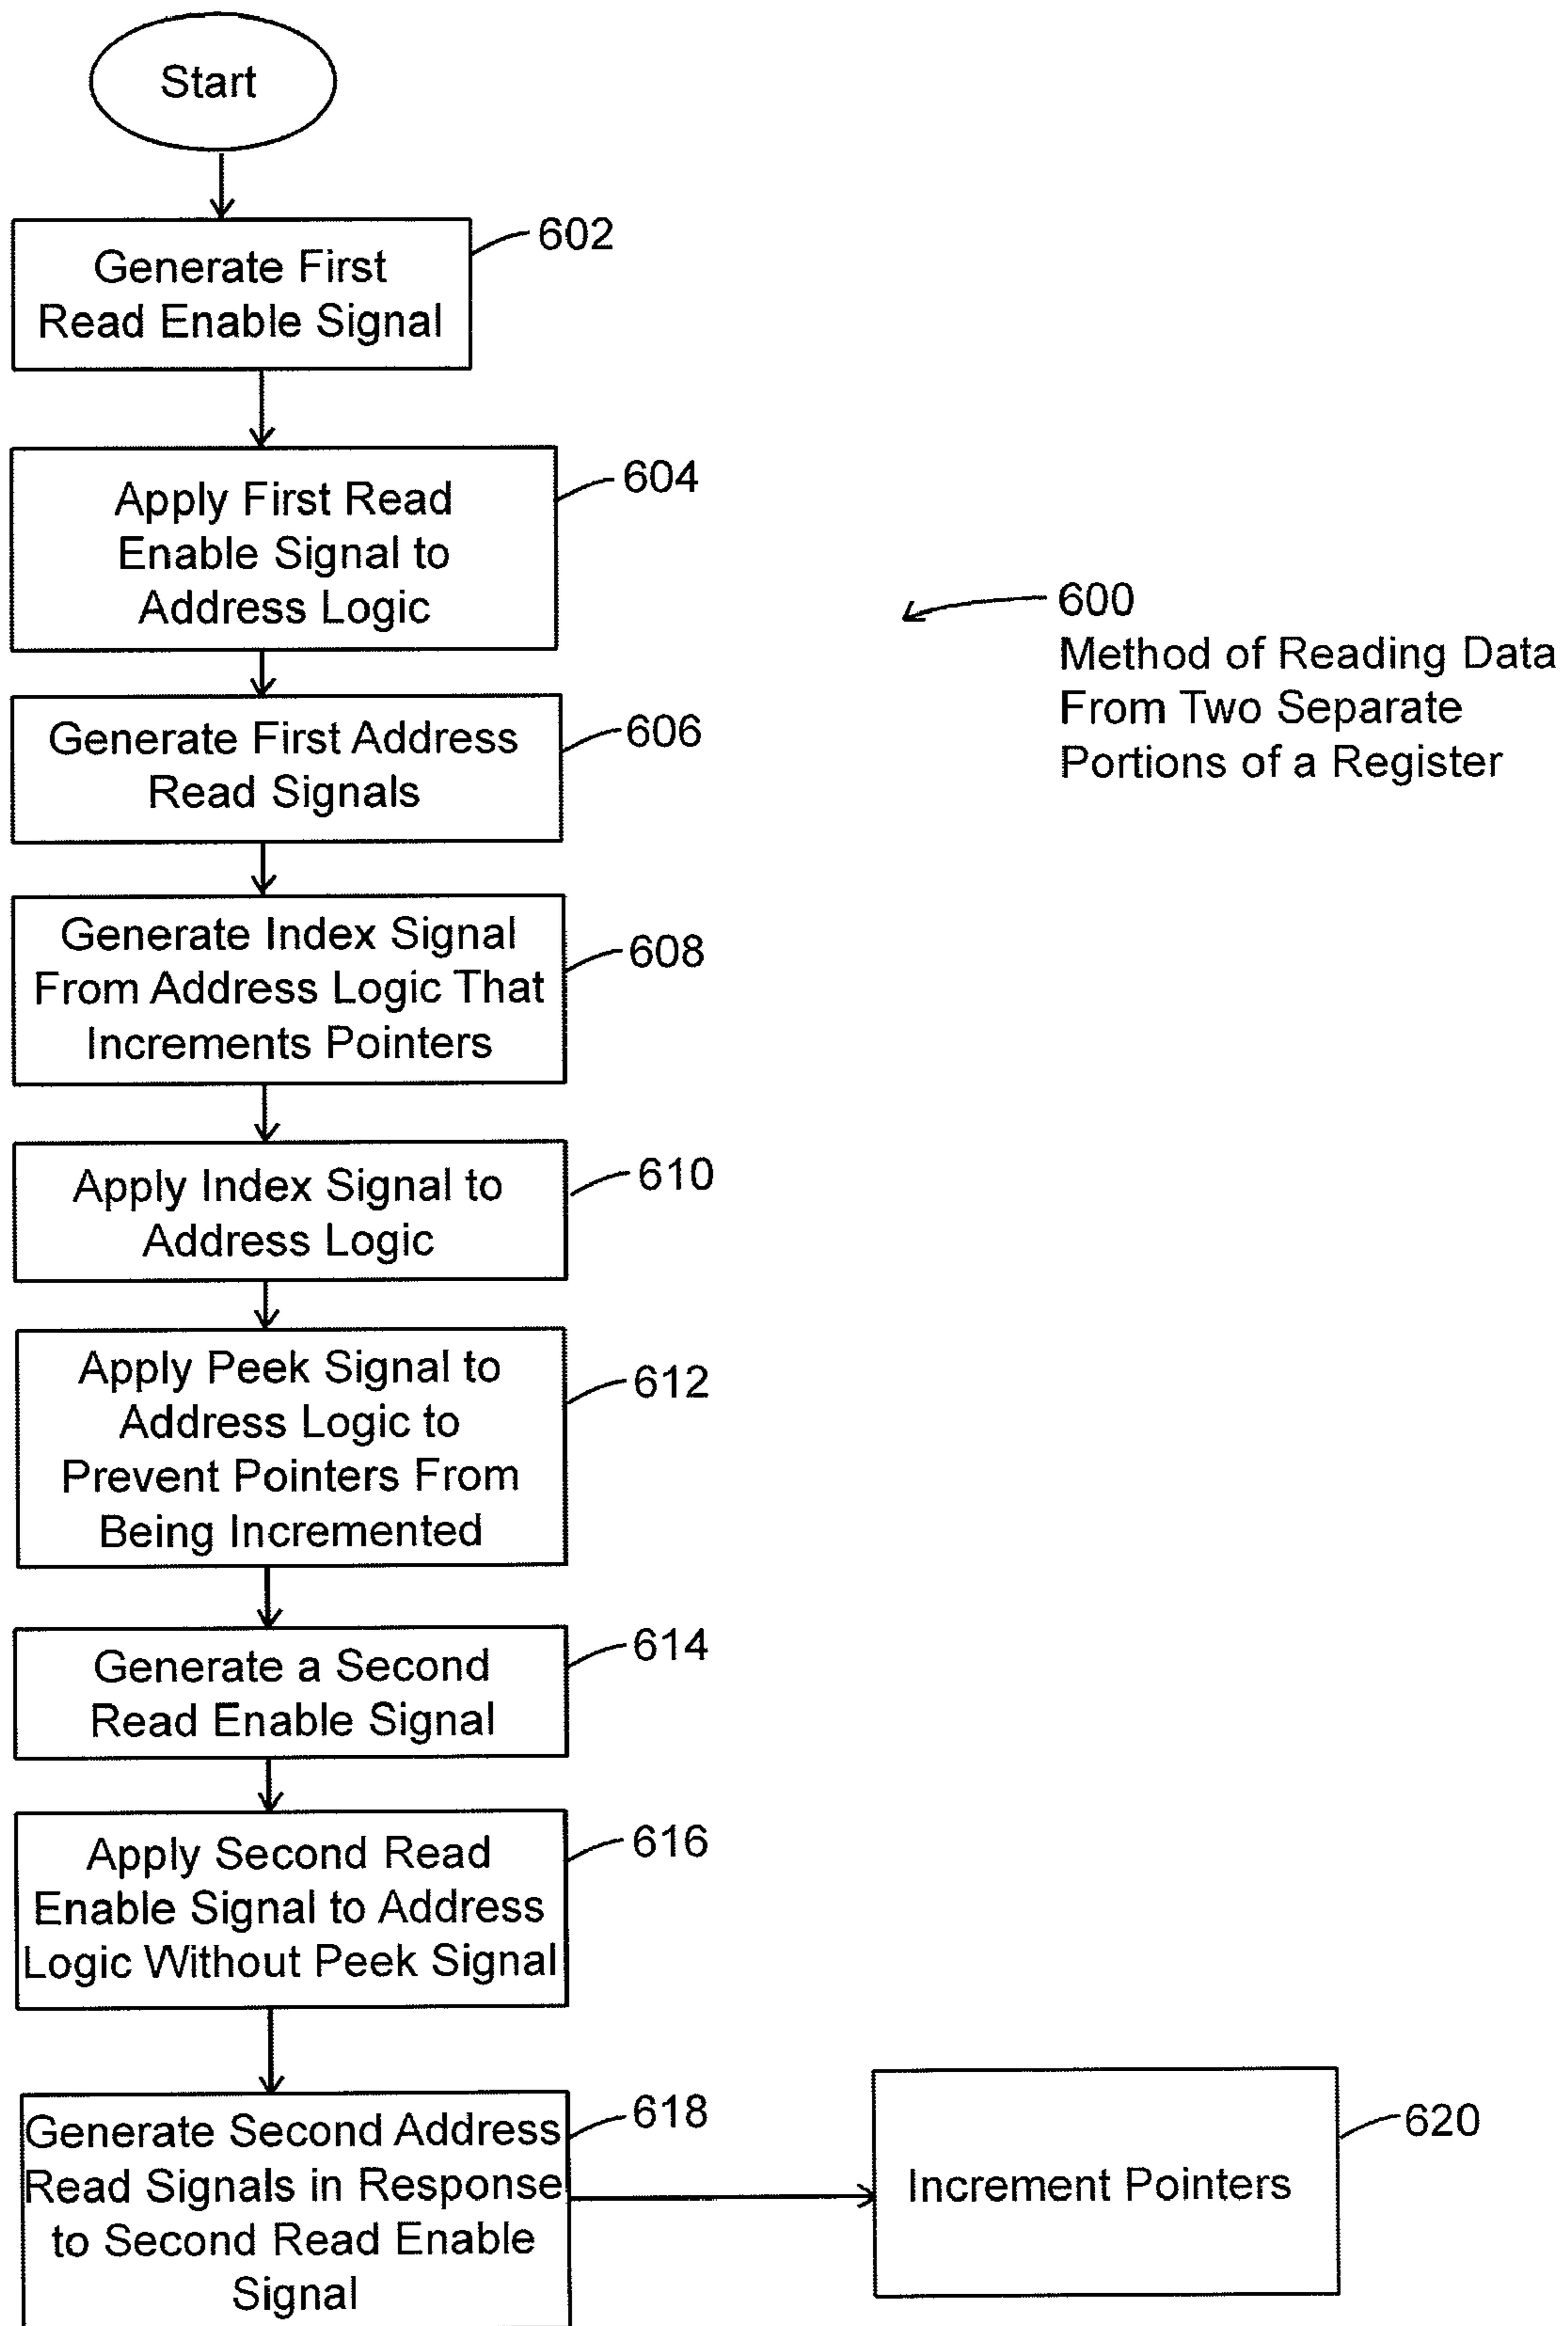 Start
602
Generate First
Read Enable Signal
604
Apply First Read
Enable Signal to
Address Logic
600
Method of Reading Data
From Two Separate
Portions of a Register
606
Generate First Address
Read Signals
608
Generate Index Signal
From Address Logic That
Increments Pointers
610
Apply Index Signal to
Address Logic
612
Apply Peek Signal to
Address Logic to
Prevent Pointers From
Being Incremented
614
Generate a Second
Read Enable Signal
616
Apply Second Read
Enable Signal to Address
Logic Without Peek Signal
618
Generate Second Address
Read Signals in Response
to Second Read Enable
Signal
620
Increment Pointers